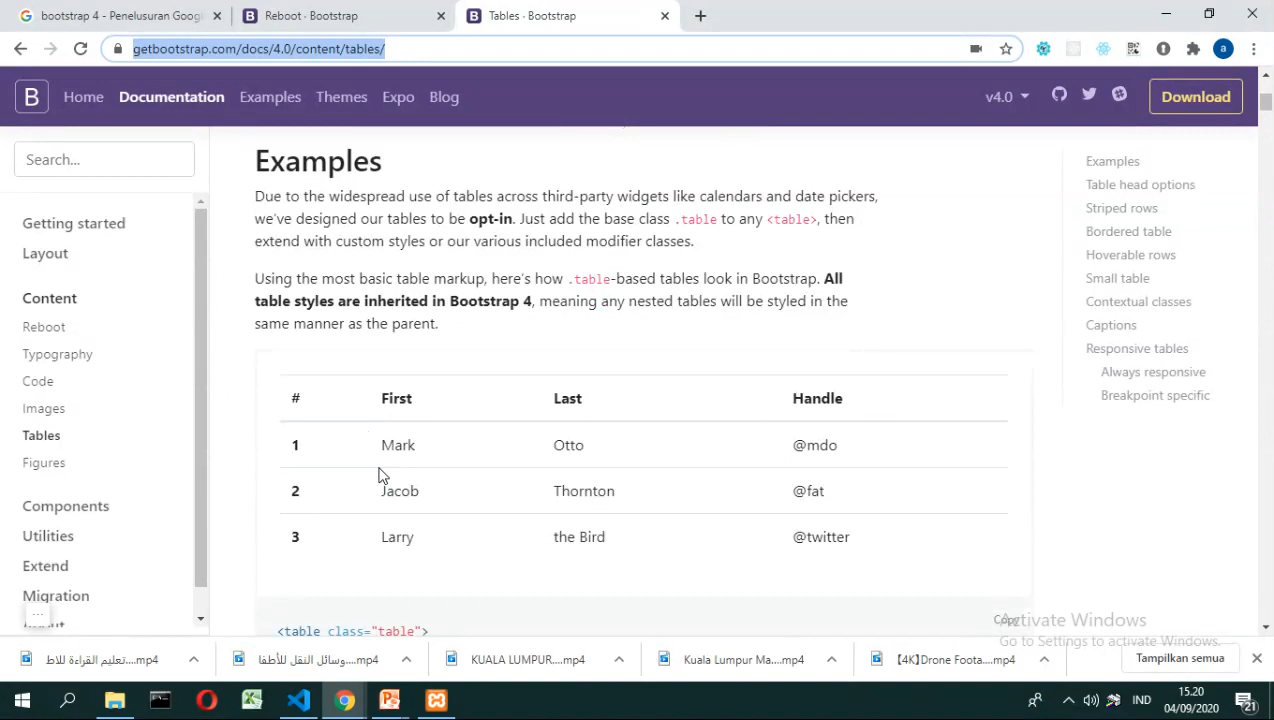 bootstrap 4 - Penelusuran Googl
Reboot · Bootstrap
Tables · Bootstrap
getbootstrap.com/docs/4.0/content/tables/
a
B
Home
Documentation
Examples
Themes
Expo
Blog
v4.0
Download
Search...
Getting started
Layout
Content
Reboot
Typography
Code
Images
Tables
Figures
Components
Utilities
Extend
Migration
Examples
Due to the widespread use of tables across third-party widgets like calendars and date pickers,
we've designed our tables to be opt-in. Just add the base class .table to any <table>, then
extend with custom styles or our various included modifier classes.
Using the most basic table markup, here's how .table-based tables look in Bootstrap. All
table styles are inherited in Bootstrap 4, meaning any nested tables will be styled in the
same manner as the parent.
# First Last Handle
1 Mark Otto @mdo
2 Jacob Thornton @fat
3 Larry the Bird @twitter
Copy
<table class="table">
Examples
Table head options
Striped rows
Bordered table
Hoverable rows
Small table
Contextual classes
Captions
Responsive tables
Always responsive
Breakpoint specific
Activate Windows
Go to Settings to activate Windows.
تعليم القراءة للاط....mp4
وسائل النقل للأطفا....mp4
KUALA LUMPUR....mp4
Kuala Lumpur Ma....mp4
【4K】Drone Foota....mp4
Tampilkan semua
IND
15.20
04/09/2020
21